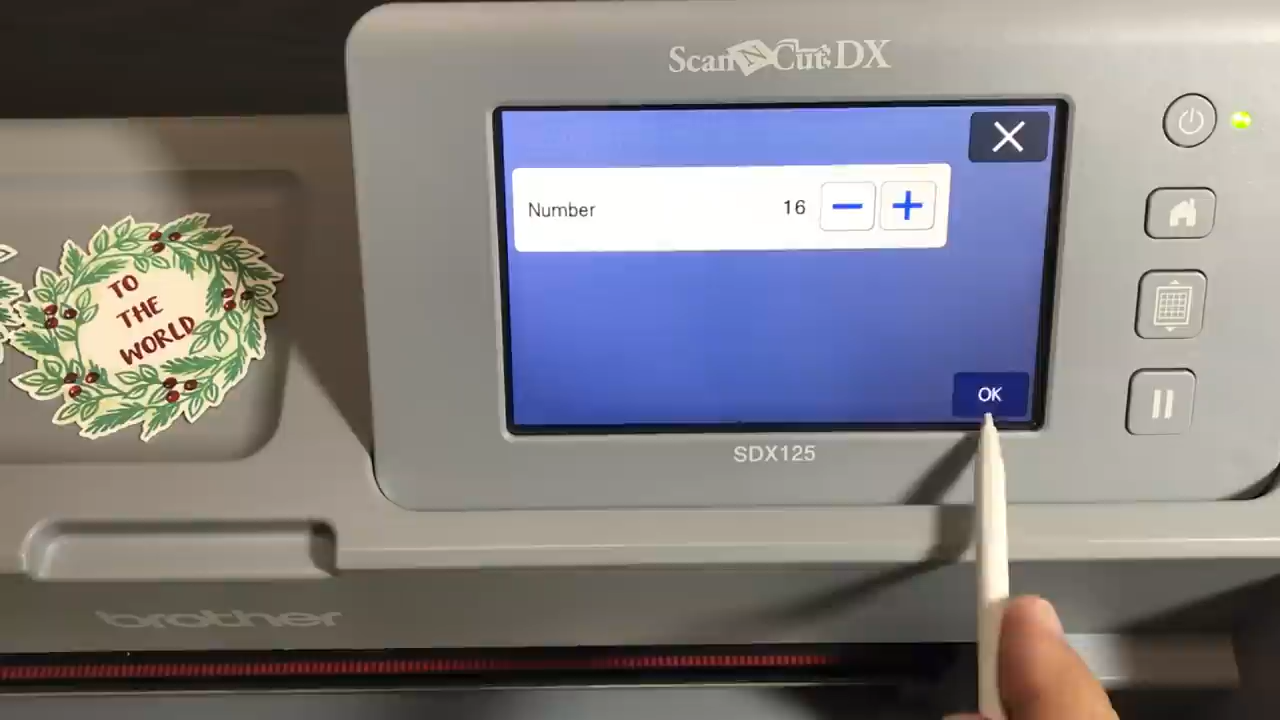 ScanNCut DX
Number 16
OK
SDX125
TO
THE
WORLD
brother